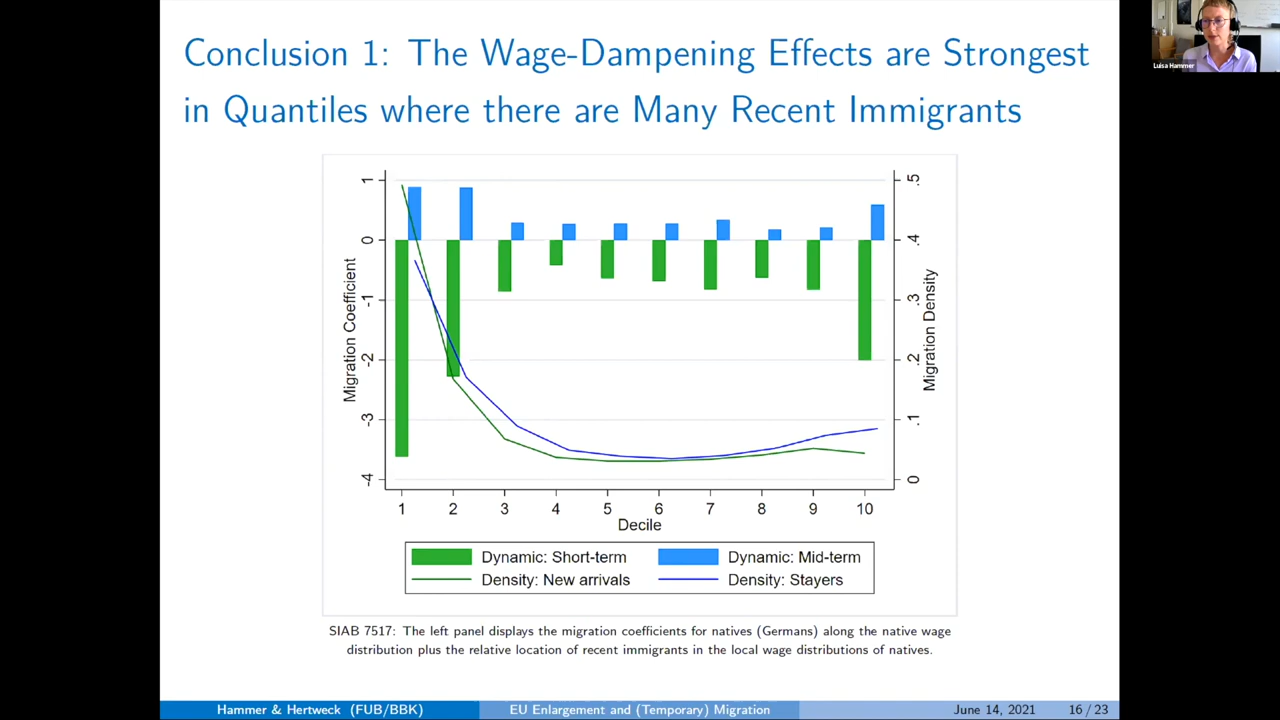 Conclusion 1: The Wage-Dampening Effects are Strongest
in Quantiles where there are Many Recent Immigrants
Luisa Hammer
Migration Coefficient
1
0
-1
-2
-3
-4
.5
.4
.3
.2
.1
0
Migration Density
1 2 3 4 5 6 7 8 9 10
Decile
Dynamic: Short-term Dynamic: Mid-term
Density: New arrivals Density: Stayers
SIAB 7517: The left panel displays the migration coefficients for natives (Germans) along the native wage
distribution plus the relative location of recent immigrants in the local wage distributions of natives.
Hammer & Hertweck (FUB/BBK) EU Enlargement and (Temporary) Migration June 14, 2021 16 / 23